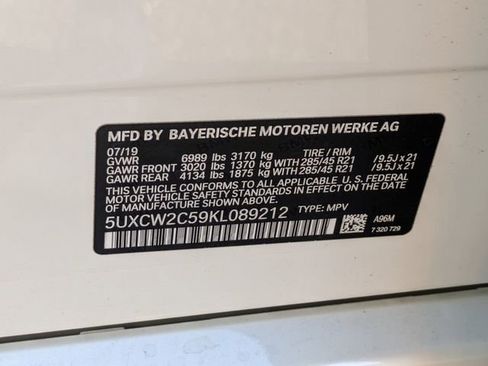 MFD BY BAYERISCHE MOTOREN WERKE AG
07/19 TIRE / RIM
GVWR 6989 lbs 3170 kg
GAWR FRONT 3020 lbs 1370 kg WITH 285/45 R21 / 9.5J x 21
GAWR REAR 4134 lbs 1875 kg WITH 285/45 R21 / 9.5J x 21
THIS VEHICLE CONFORMS TO ALL APPLICABLE U. S. FEDERAL
MOTOR VEHICLE SAFETY STANDARDS IN EFFECT ON THE DATE OF
MANUFACTURE SHOWN ABOVE.
5UXCW2C59KL089212 TYPE: MPV
A96M
7 320 729